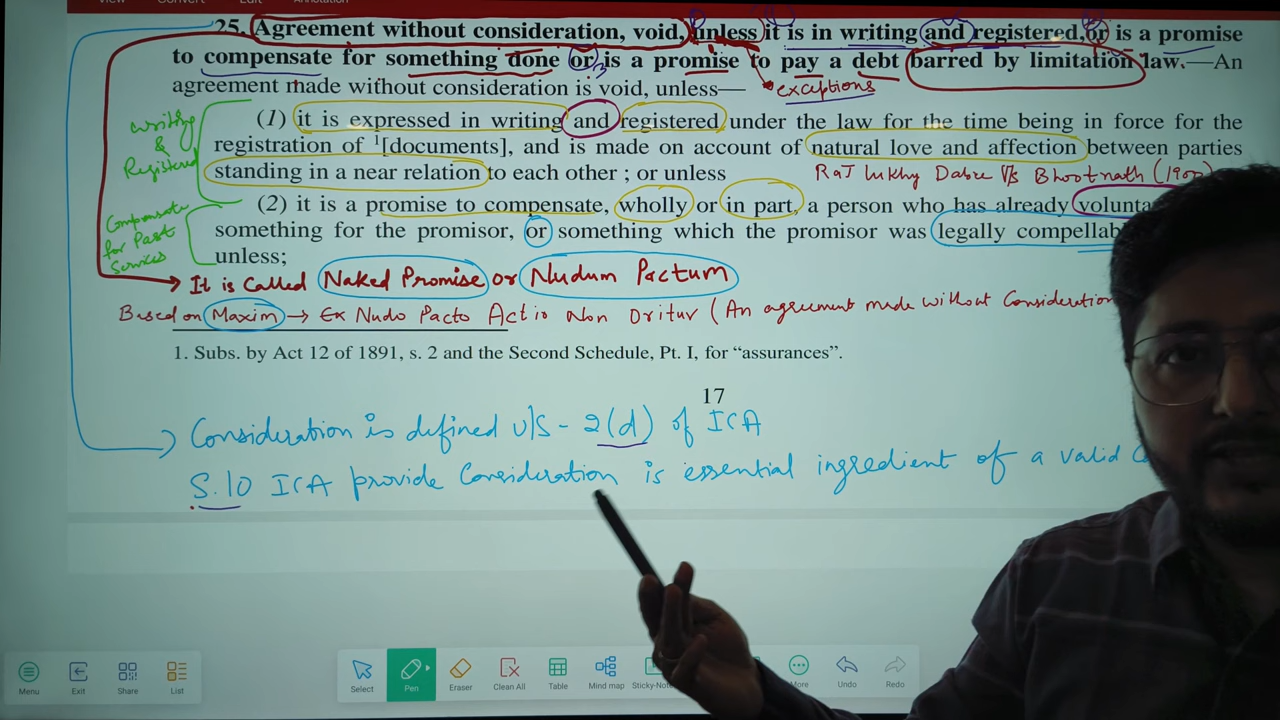 View Convert Edit Annotation
25. Agreement without consideration, void, unless it is in writing and registered, or is a promise
to compensate for something done or is a promise to pay a debt barred by limitation law.—An
agreement made without consideration is void, unless—
exceptions
(1) it is expressed in writing and registered under the law for the time being in force for the
registration of 1[documents], and is made on account of natural love and affection between parties
standing in a near relation to each other ; or unless
Raj lukhy Dabee V/s Bhootnath (1900)
writing
&
Registered
(2) it is a promise to compensate, wholly or in part, a person who has already volunta
something for the promisor, or something which the promisor was legally compellab
unless;
Compensate
for Past
Services
It is Called Naked Promise or Nudum Pactum
Based on Maxim → Ex Nudo Pacto Actio Non Oritur (An agreement made without Consideration
1. Subs. by Act 12 of 1891, s. 2 and the Second Schedule, Pt. I, for “assurances”.
17
Consideration is defined u/s - 2(d) of ICA
S.10 ICA provide Consideration is essential ingredient of a valid
Menu Exit Share List Select Pen Eraser Clean All Table Mind map Sticky-Not More Undo Redo